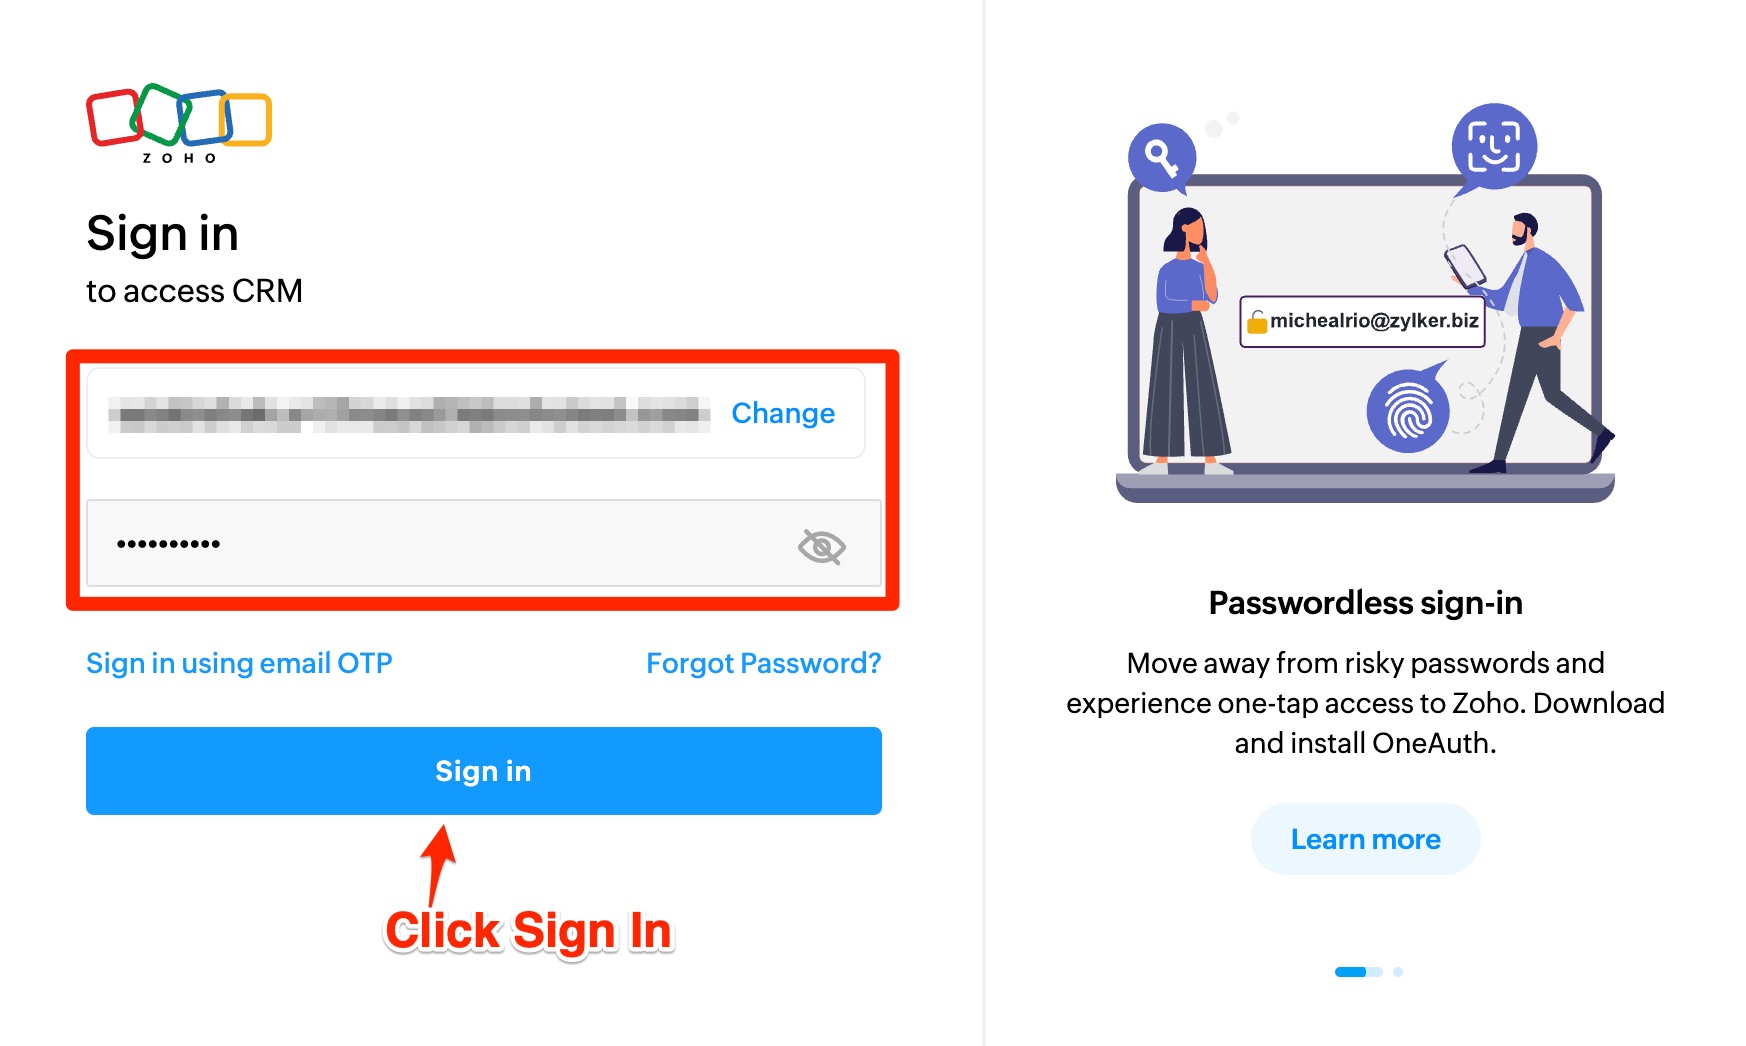 ZOHO
Sign in
to access CRM
Change
••••••••••
Sign in using email OTP
Forgot Password?
Sign in
Click Sign In
michealrio@zylker.biz
Passwordless sign-in
Move away from risky passwords and
experience one-tap access to Zoho. Download
and install OneAuth.
Learn more